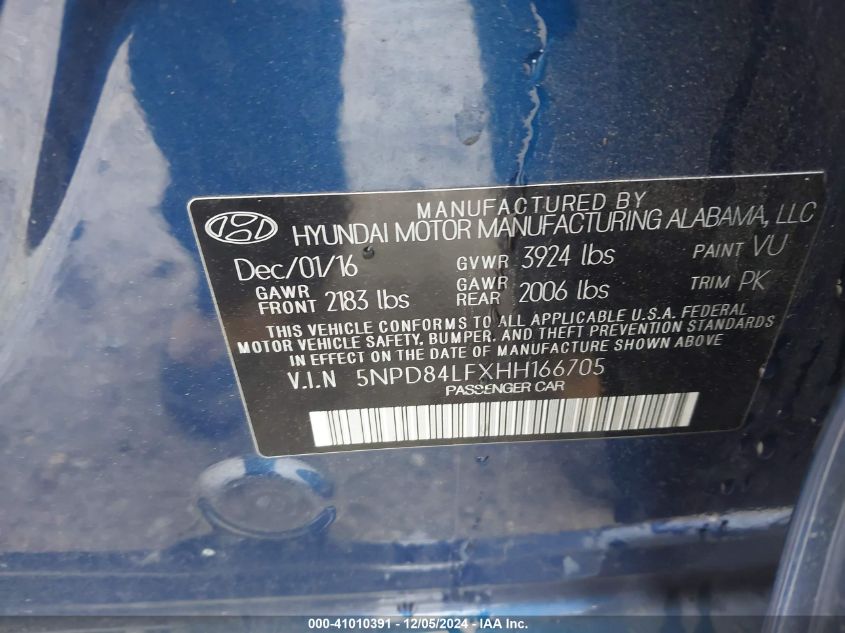 MANUFACTURED BY
HYUNDAI MOTOR MANUFACTURING ALABAMA, LLC
Dec/01/16 GVWR 3924 lbs PAINT VU
GAWR FRONT 2183 lbs GAWR REAR 2006 lbs TRIM PK
THIS VEHICLE CONFORMS TO ALL APPLICABLE U.S.A. FEDERAL
MOTOR VEHICLE SAFETY, BUMPER, AND THEFT PREVENTION STANDARDS
IN EFFECT ON THE DATE OF MANUFACTURE SHOWN ABOVE
V.I.N 5NPD84LFXHH166705
PASSENGER CAR
000-41010391 - 12/05/2024 - IAA Inc.